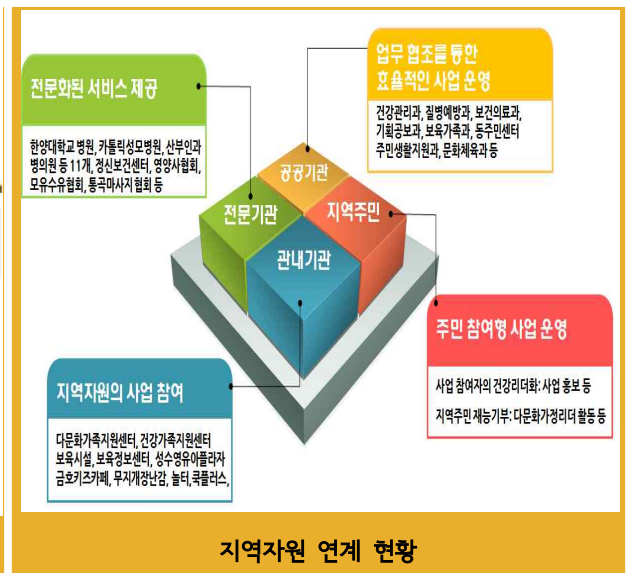 전문화된 서비스 제공
한양대학교 병원, 카톨릭성모병원, 산부인과
병의원 등 11개, 정신보건센터, 영양사협회,
모유수유협회, 통곡마사지 협회 등
업무 협조를 통한
효율적인 사업 운영
건강관리과, 질병예방과, 보건의료과,
기획공보과, 보육가족과, 동주민센터
주민생활지원과, 문화체육과 등
공공기관
전문기관
지역주민
관내기관
지역자원의 사업 참여
다문화가족지원센터, 건강가족지원센터
보육시설, 보육정보센터, 성수영유아플라자
금호키즈카페, 무지개장난감, 놀터,쿡플러스,
주민 참여형 사업 운영
사업 참여자의 건강리더화: 사업 홍보 등
지역주민 재능기부: 다문화가정리더 활동 등
지역자원 연계 현황